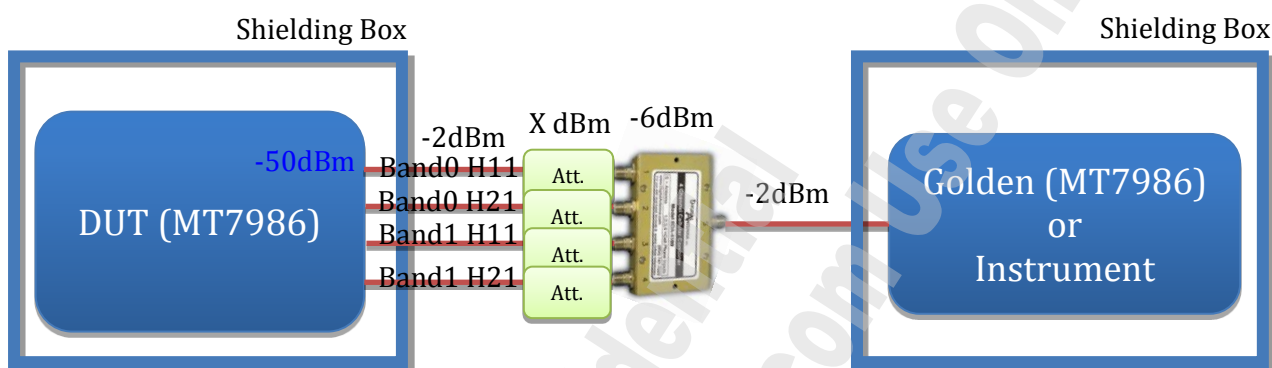 Shielding Box
Shielding Box
-2dBm
X dBm
-6dBm
-50dBm
Band0 H11
Att.
Band0 H21
Att.
Band1 H11
Att.
Band1 H21
Att.
DUT (MT7986)
-2dBm
Golden (MT7986)
or
Instrument